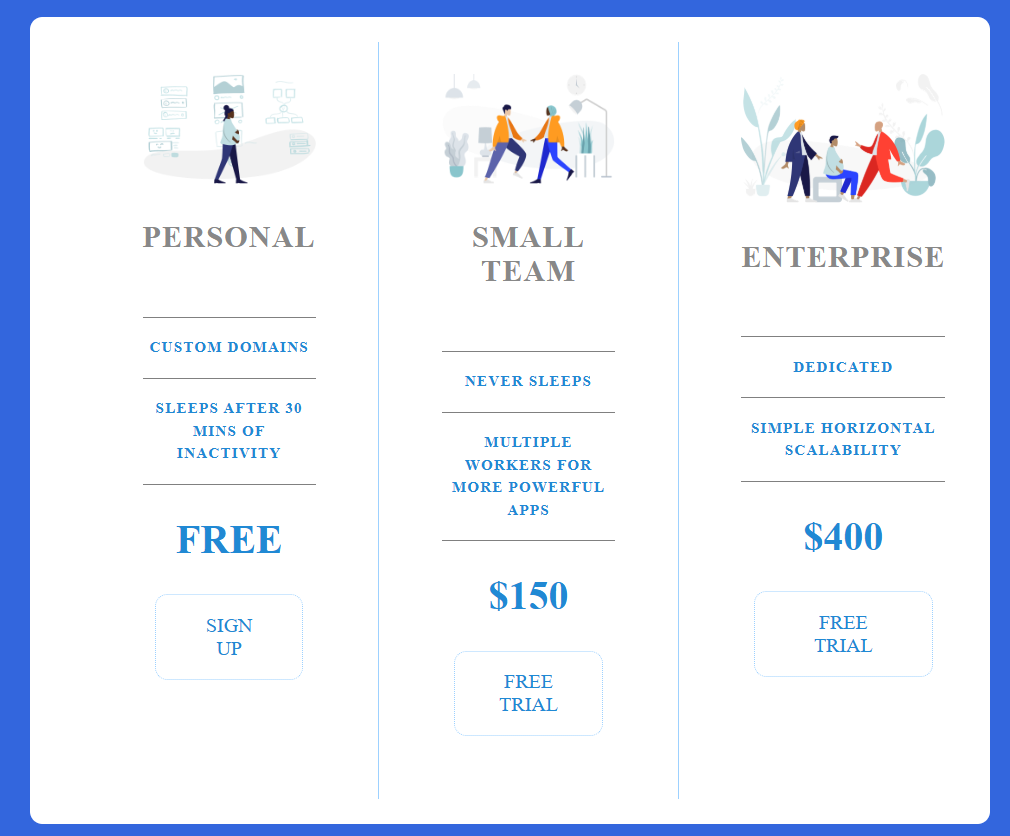 PERSONAL
CUSTOM DOMAINS
SLEEPS AFTER 30
MINS OF
INACTIVITY
FREE
SIGN
UP
SMALL
TEAM
NEVER SLEEPS
MULTIPLE
WORKERS FOR
MORE POWERFUL
APPS
$150
FREE
TRIAL
ENTERPRISE
DEDICATED
SIMPLE HORIZONTAL
SCALABILITY
$400
FREE
TRIAL